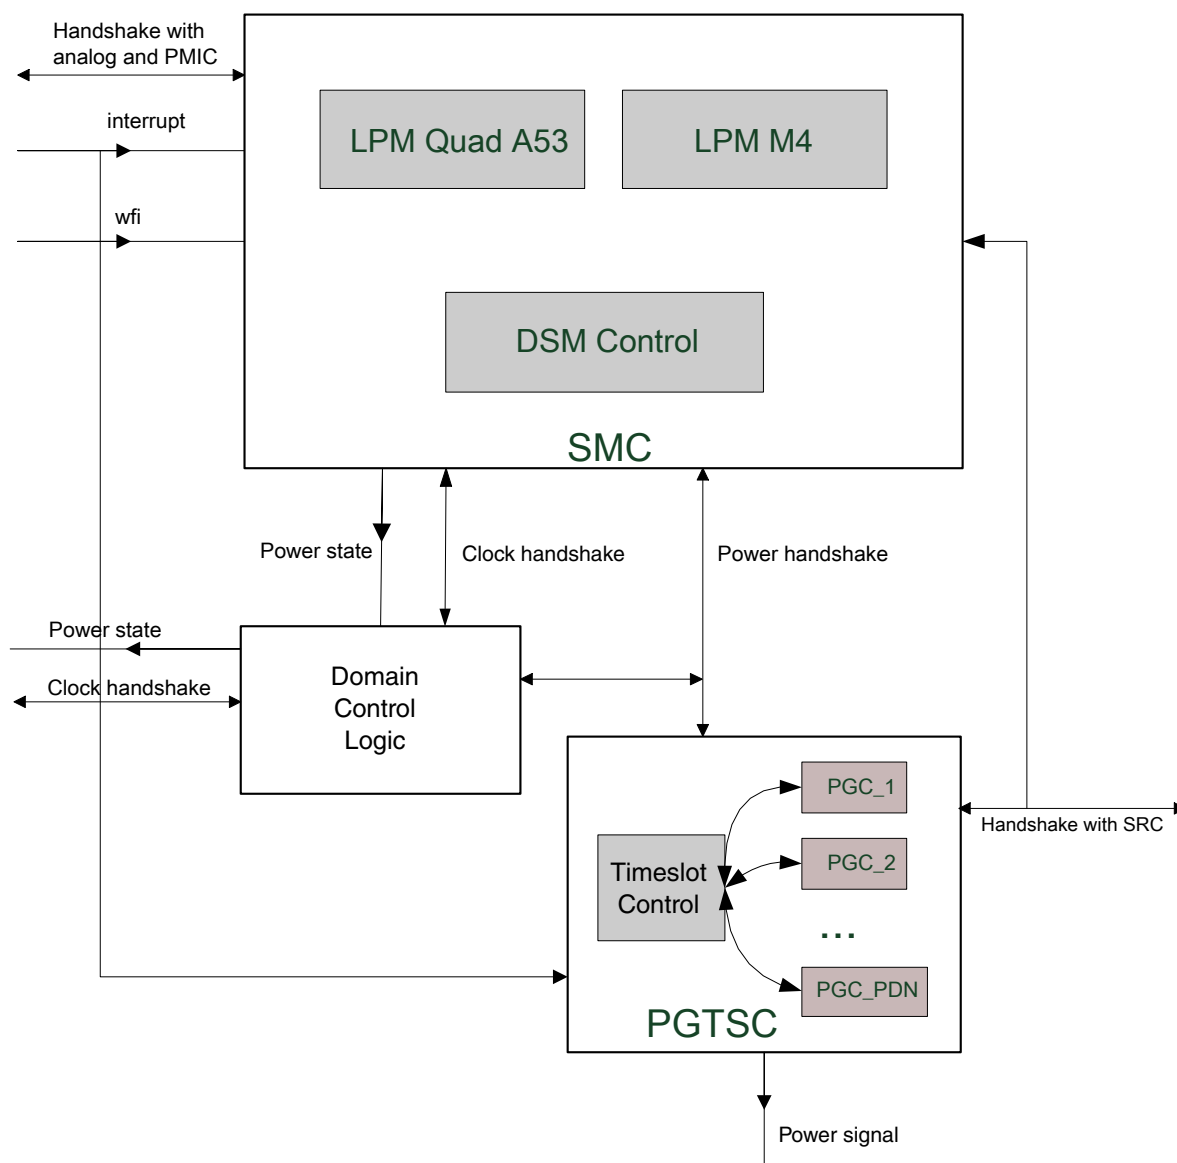 Handshake with
analog and PMIC
interrupt
wfi
LPM Quad A53
LPM M4
DSM Control
SMC
Power state
Clock handshake
Power handshake
Power state
Clock handshake
Domain
Control
Logic
PGC_1
Timeslot
Control
PGC_2
...
PGC_PDN
PGTSC
Handshake with SRC
Power signal